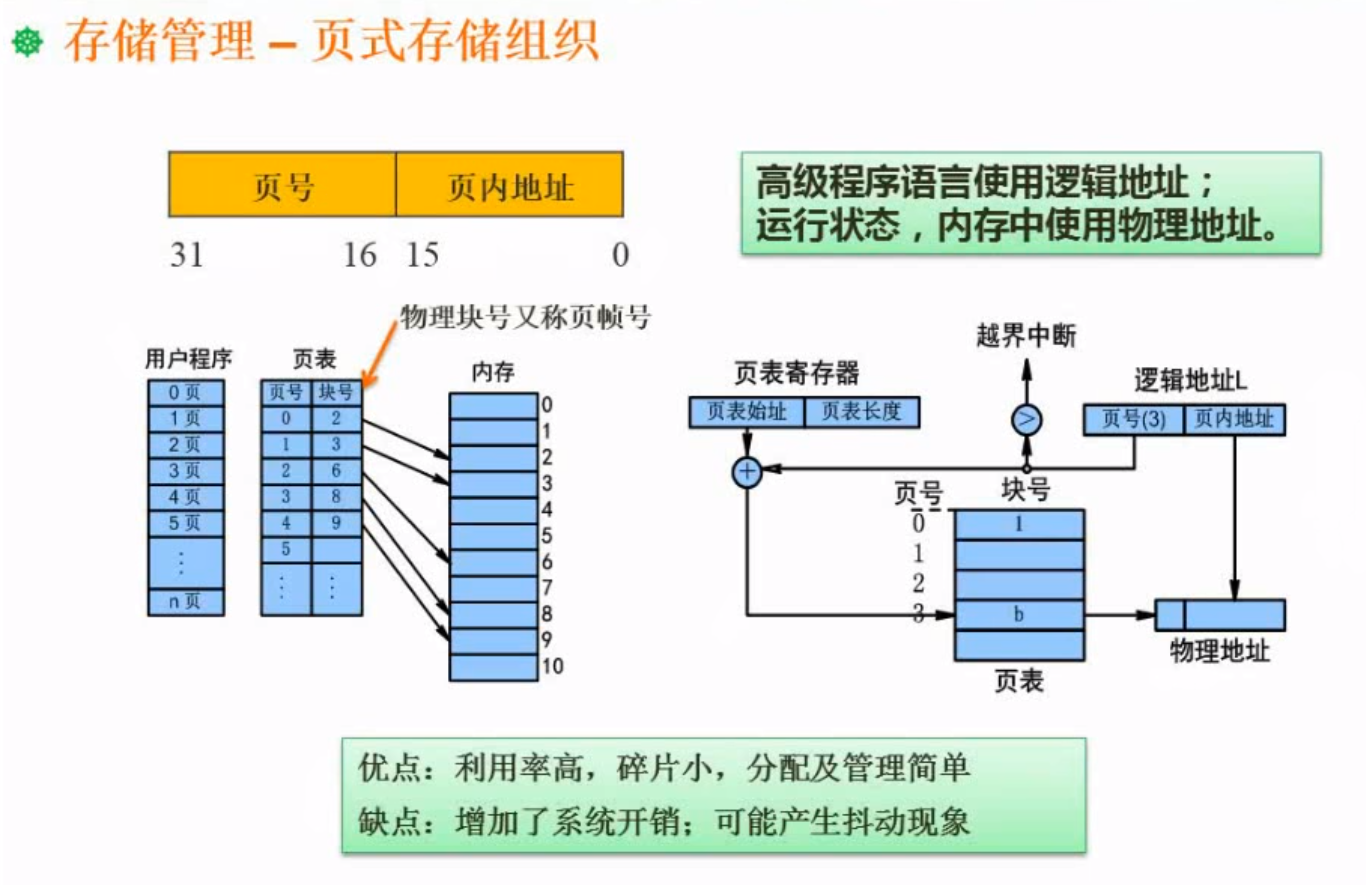 存储管理 – 页式存储组织
页号 页内地址
31 16 15 0
高级程序语言使用逻辑地址；
运行状态，内存中使用物理地址。
物理块号又称页帧号
用户程序
0页
1页
2页
3页
4页
5页
⋮
n页
页表
页号 块号
0 2
1 3
2 6
3 8
4 9
5
⋮ ⋮
内存
0
1
2
3
4
5
6
7
8
9
10
越界中断
页表寄存器
页表始址 页表长度
>
逻辑地址L
页号(3) 页内地址
+
页号 块号
0 1
1
2
3 b
页表
物理地址
优点：利用率高，碎片小，分配及管理简单
缺点：增加了系统开销；可能产生抖动现象